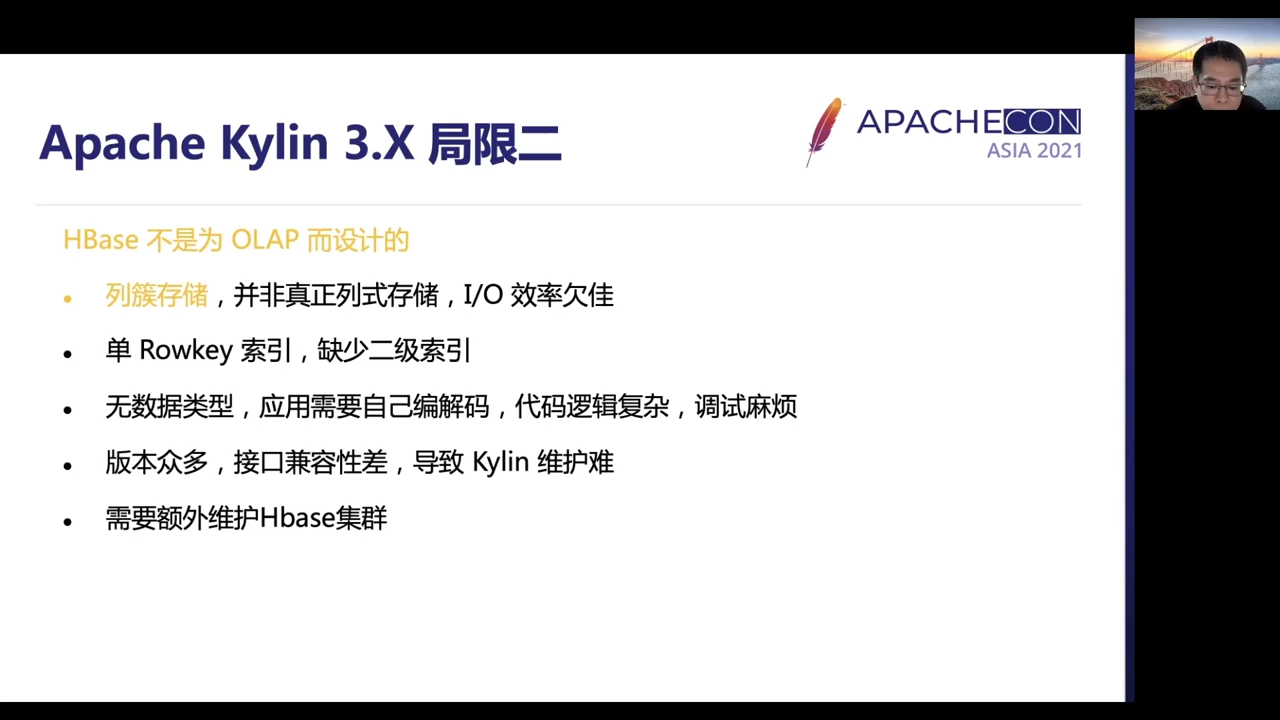 Apache Kylin 3.X 局限二
APACHECON
ASIA 2021
HBase 不是为 OLAP 而设计的
• 列簇存储，并非真正列式存储，I/O 效率欠佳
• 单 Rowkey 索引，缺少二级索引
• 无数据类型，应用需要自己编解码，代码逻辑复杂，调试麻烦
• 版本众多，接口兼容性差，导致 Kylin 维护难
• 需要额外维护Hbase集群